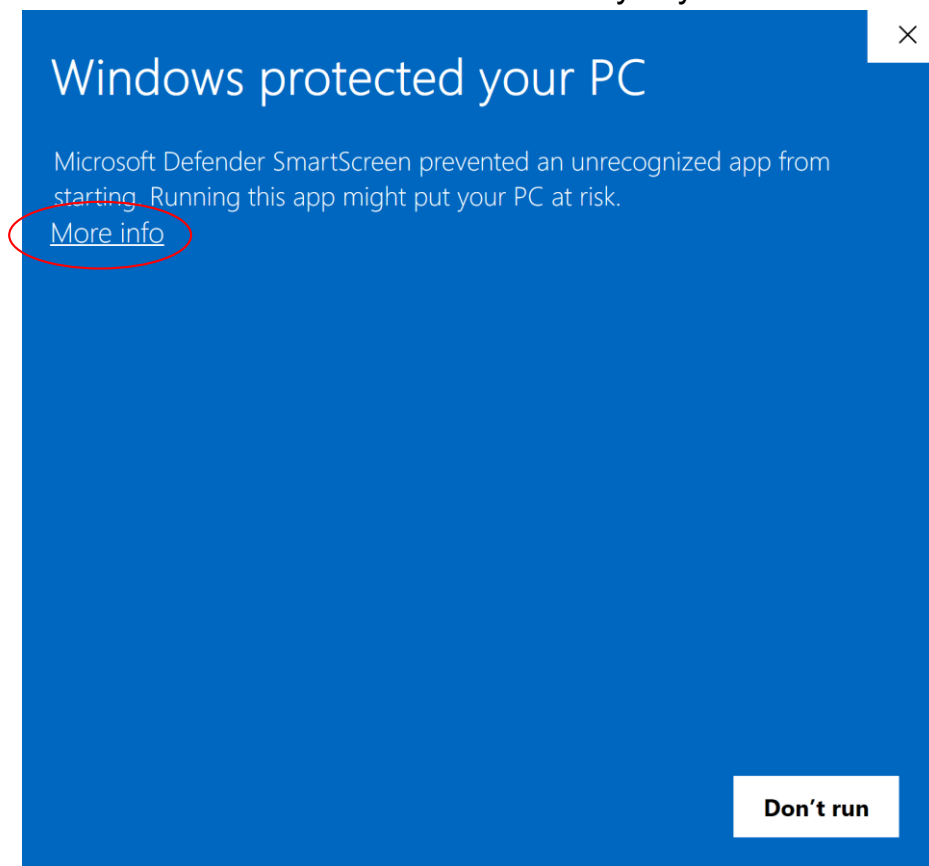 Windows protected your PC
Microsoft Defender SmartScreen prevented an unrecognized app from
starting. Running this app might put your PC at risk.
More info
Don't run